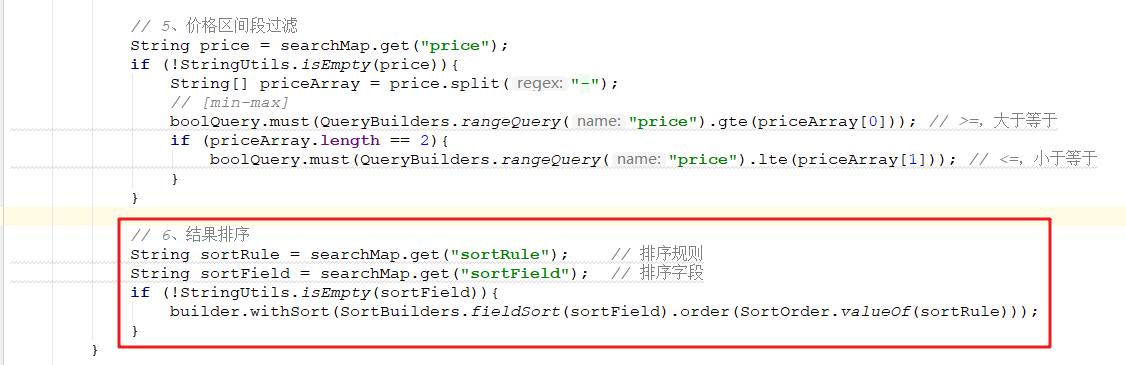 // 5、价格区间段过滤
String price = searchMap.get("price");
if (!StringUtils.isEmpty(price)){
String[] priceArray = price.split( regex: "-");
// [min-max]
boolQuery.must(QueryBuilders.rangeQuery( name: "price").gte(priceArray[0])); // >=, 大于等于
if (priceArray.length == 2){
boolQuery.must(QueryBuilders.rangeQuery( name: "price").lte(priceArray[1])); // <=, 小于等于
}
}
// 6、结果排序
String sortRule = searchMap.get("sortRule"); // 排序规则
String sortField = searchMap.get("sortField"); // 排序字段
if (!StringUtils.isEmpty(sortField)){
builder.withSort(SortBuilders.fieldSort(sortField).order(SortOrder.valueOf(sortRule)));
}
}